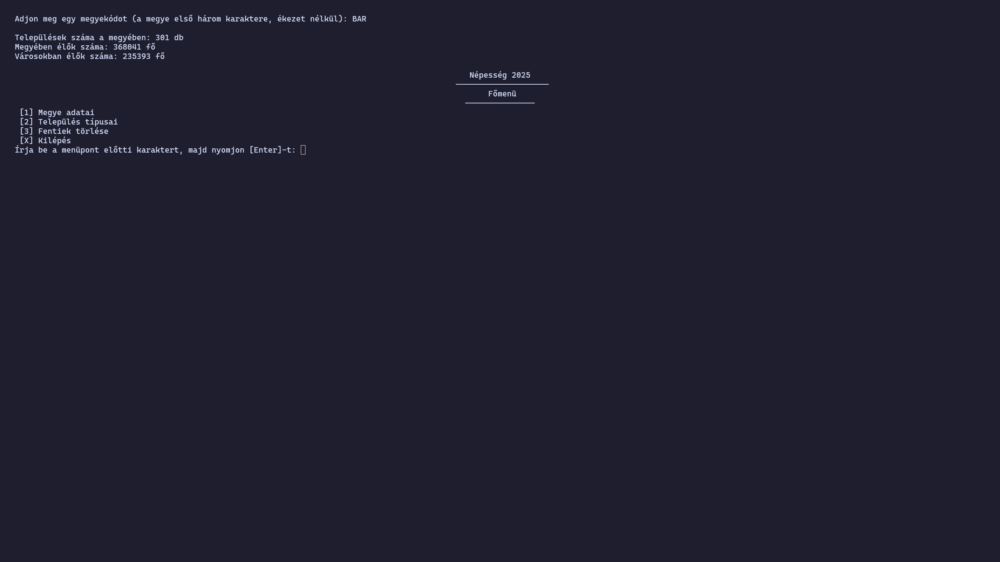 Adjon meg egy megyekódot (a megye első három karaktere, ékezet nélkül): BAR
Települések száma a megyében: 301 db
Megyében élők száma: 368041 fő
Városokban élők száma: 235393 fő
Népesség 2025
Főmenü
[1] Megye adatai
[2] Település típusai
[3] Fentiek törlése
[X] Kilépés
Írja be a menüpont előtti karaktert, majd nyomjon [Enter]-t: